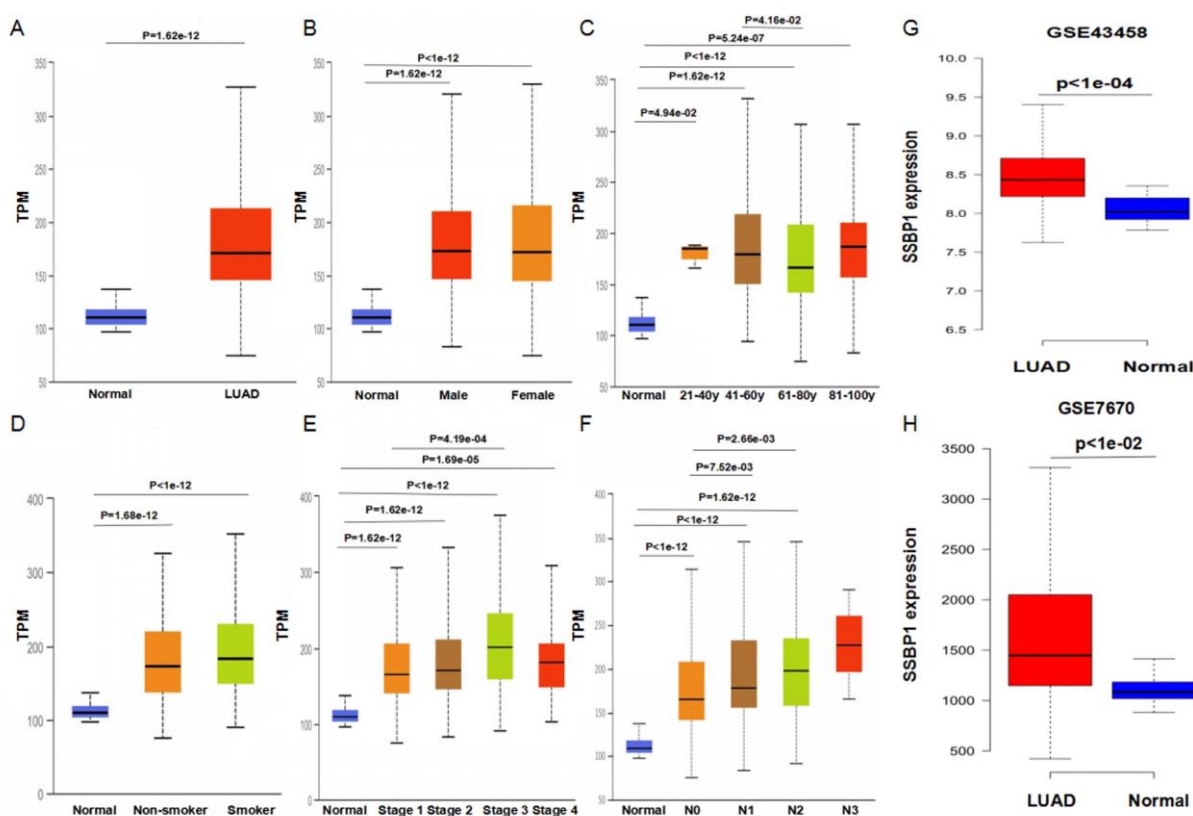 A
P=1.62e-12
TPM
350
300
250
200
150
100
50
Normal LUAD
B
P<1e-12
P=1.62e-12
TPM
350
300
250
200
150
100
50
Normal Male Female
C
P=4.16e-02
P=5.24e-07
P<1e-12
P=1.62e-12
P=4.94e-02
TPM
350
300
250
200
150
100
50
Normal 21-40y 41-60y 61-80y 81-100y
G
GSE43458
p<1e-04
SSBP1 expression
10.0
9.5
9.0
8.5
8.0
7.5
7.0
6.5
LUAD Normal
D
P<1e-12
P=1.68e-12
TPM
400
300
200
100
0
Normal Non-smoker Smoker
E
P=4.19e-04
P=1.69e-05
P<1e-12
P=1.62e-12
P=1.62e-12
TPM
400
300
200
100
0
Normal Stage 1 Stage 2 Stage 3 Stage 4
F
P=2.66e-03
P=7.52e-03
P=1.62e-12
P<1e-12
P<1e-12
TPM
400
350
300
250
200
150
100
50
Normal N0 N1 N2 N3
H
GSE7670
p<1e-02
SSBP1 expression
3500
3000
2500
2000
1500
1000
500
LUAD Normal